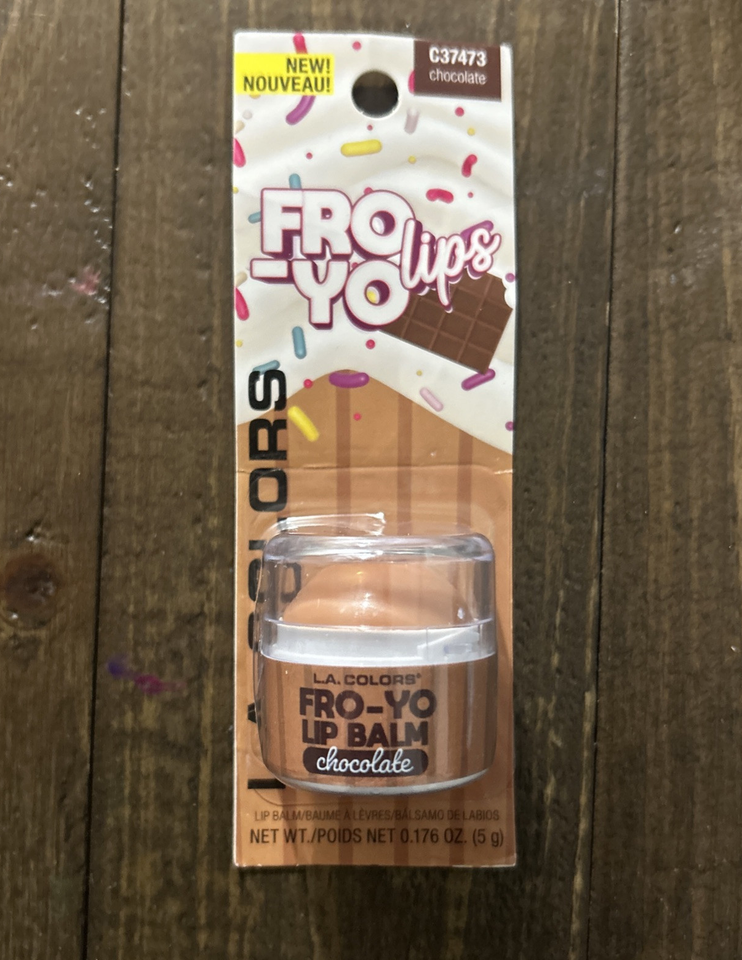 NEW!
NOUVEAU!
C37473
chocolate
FRO
-YO
lips
L.A. COLORS
L.A. COLORS®
FRO-YO
LIP BALM
chocolate
LIP BALM/BAUME À LÈVRES/BÁLSAMO DE LABIOS
NET WT./POIDS NET 0.176 OZ. (5 g)